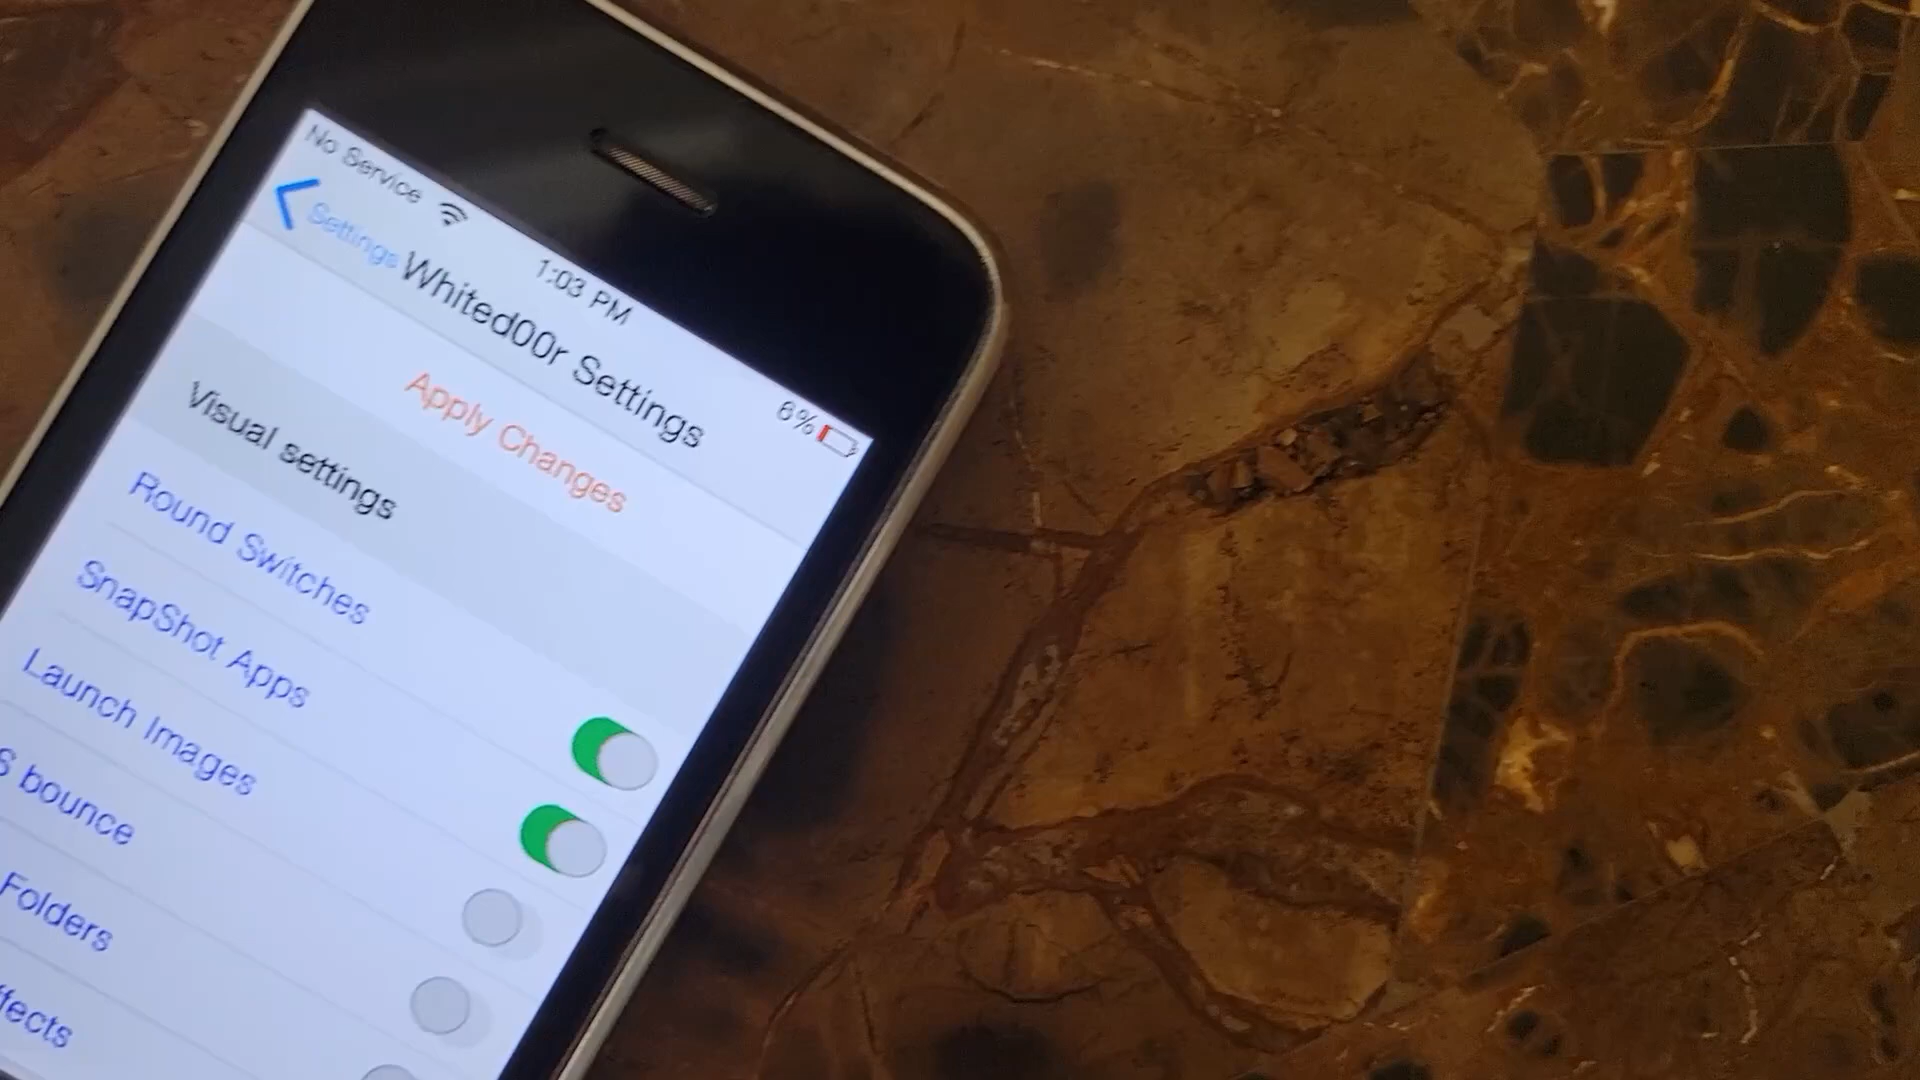 No Service 1:03 PM 6%
Settings Whited00r Settings
Apply Changes
Visual settings
Round Switches
SnapShot Apps
Launch Images
S bounce
Folders